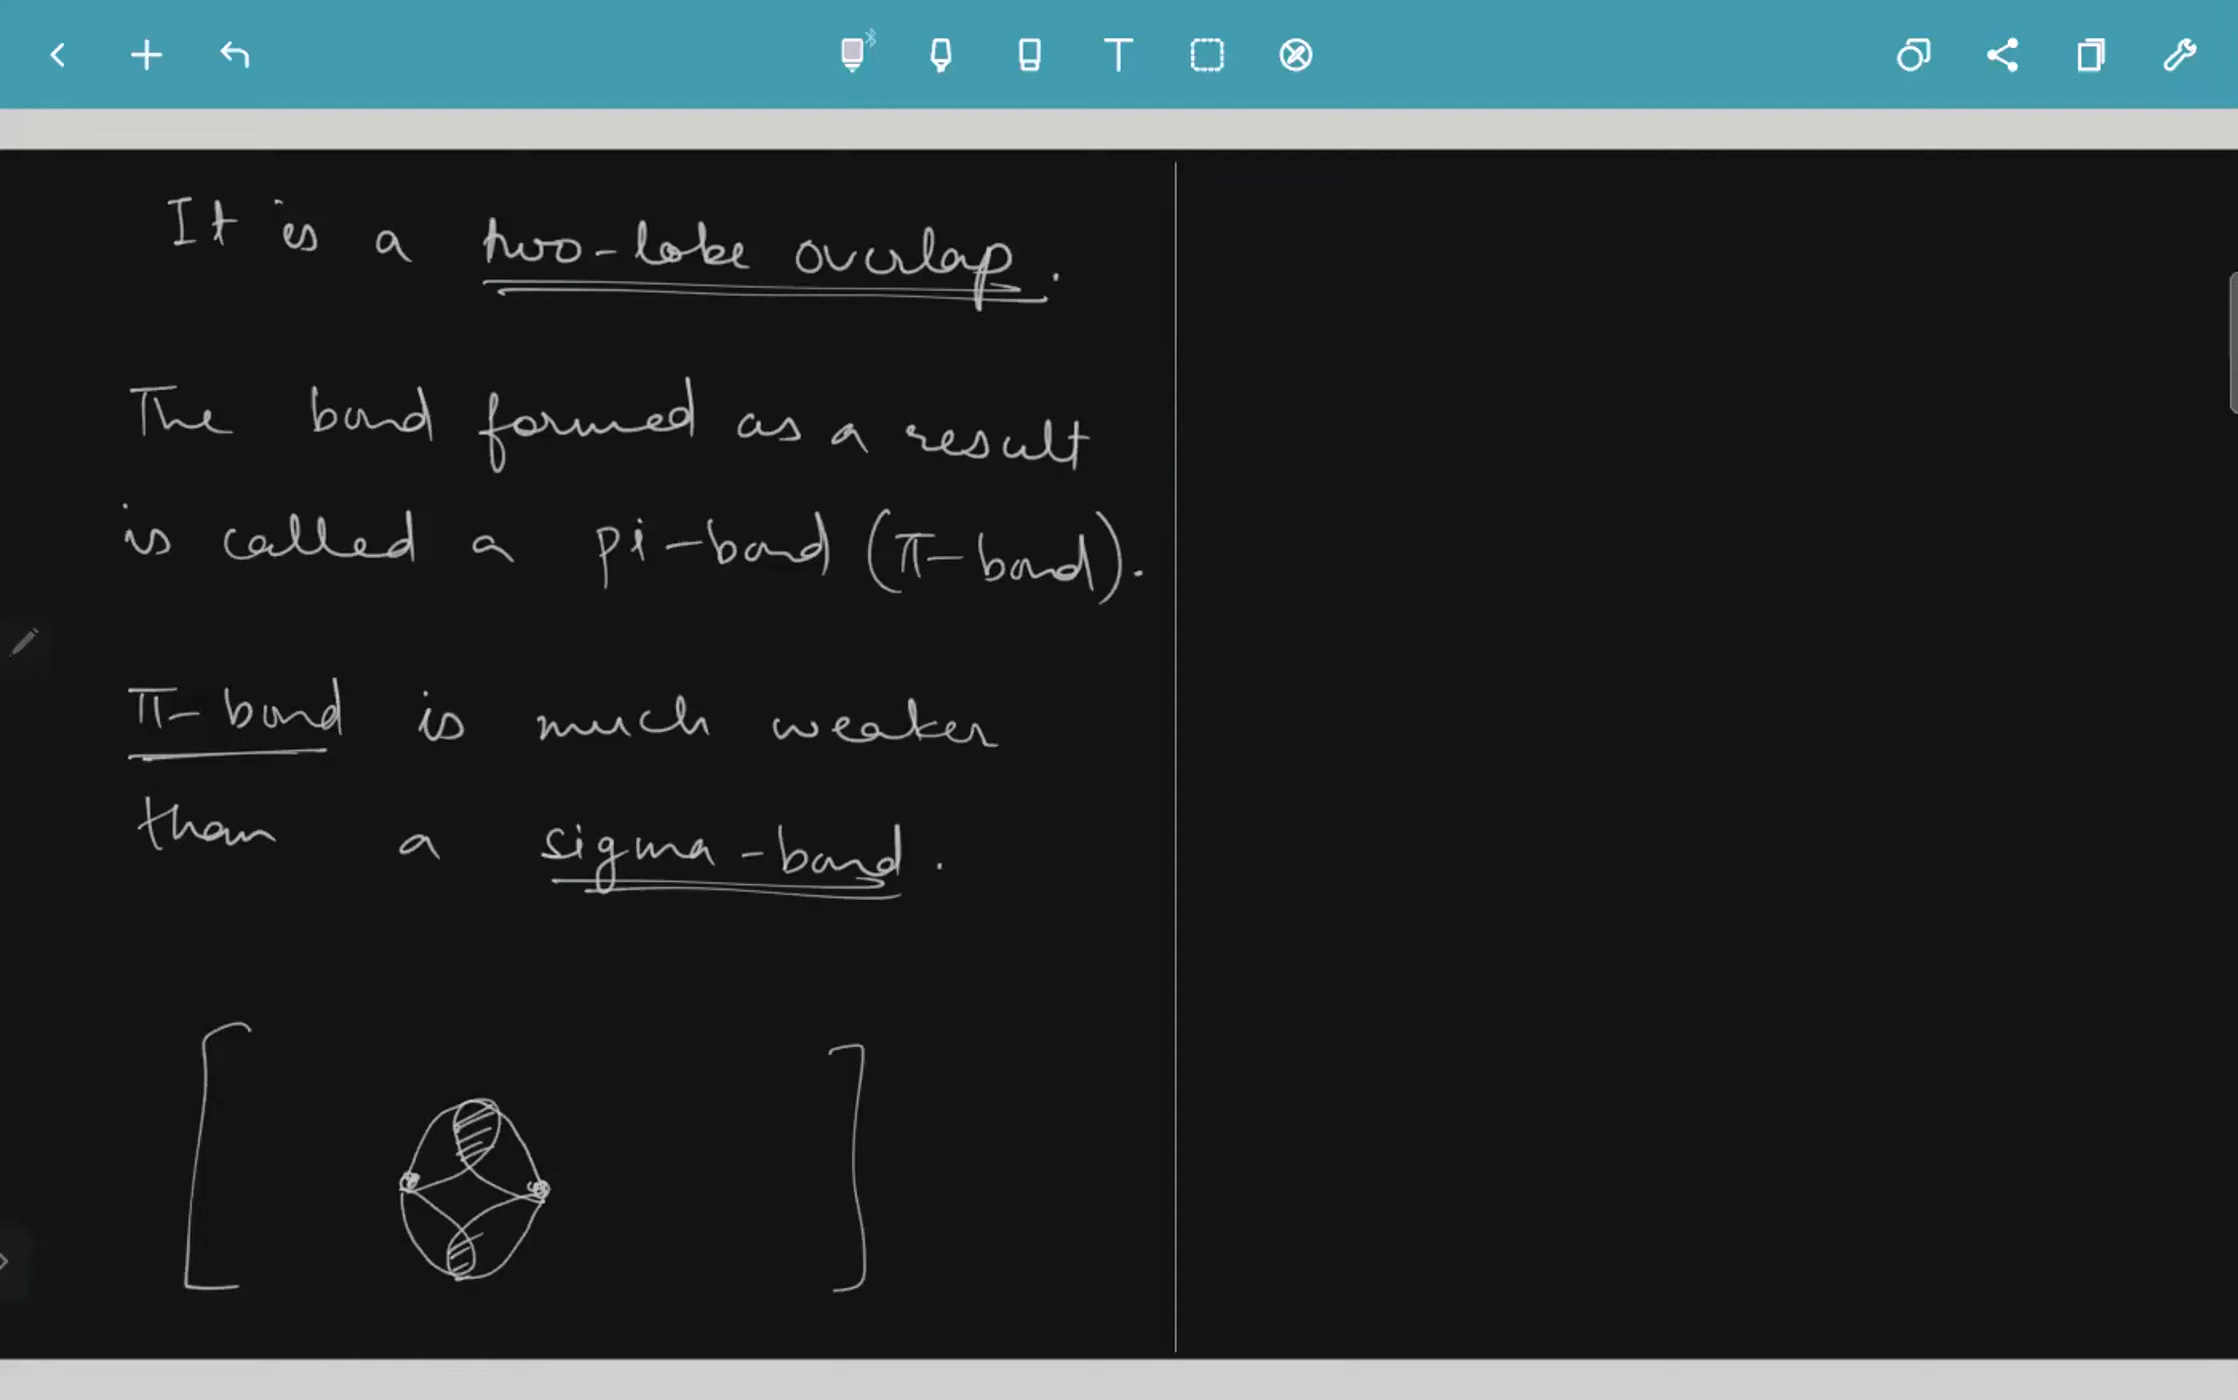 It is a two-lobe overlap.
The bond formed as a result
is called a pi-bond (π-bond).
π-bond is much weaker
than a sigma-bond.